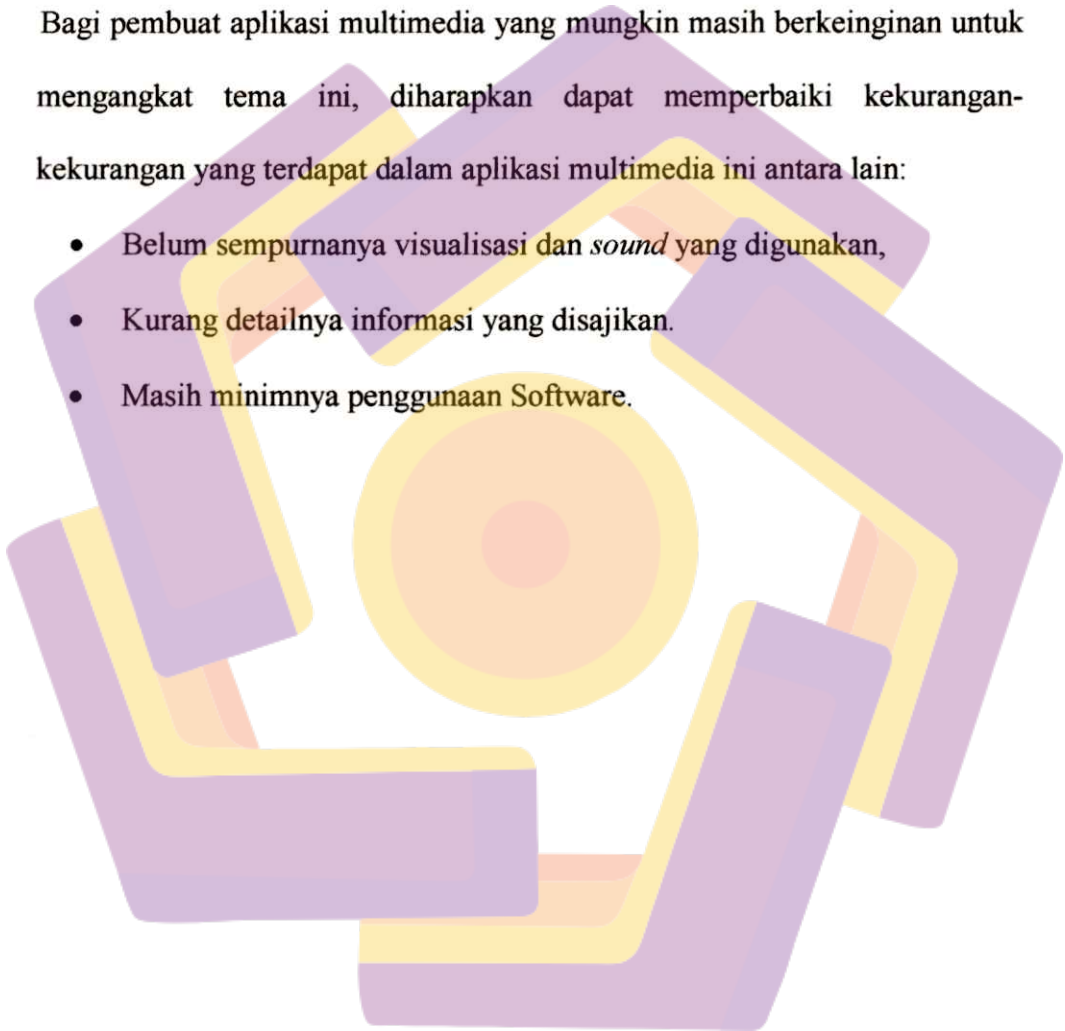 Bagi pembuat aplikasi multimedia yang mungkin masih berkeinginan untuk
mengangkat tema ini, diharapkan dapat memperbaiki kekurangan-
kekurangan yang terdapat dalam aplikasi multimedia ini antara lain:
• Belum sempurnanya visualisasi dan sound yang digunakan,
• Kurang detailnya informasi yang disajikan.
• Masih minimnya penggunaan Software.